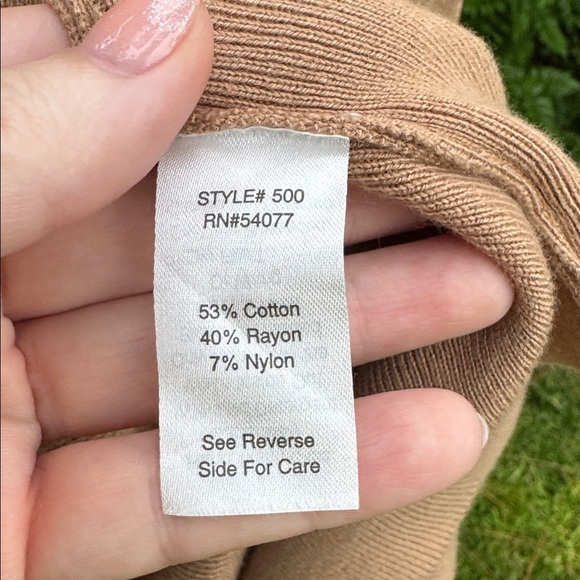 STYLE# 500
RN#54077
53% Cotton
40% Rayon
7% Nylon
See Reverse
Side For Care